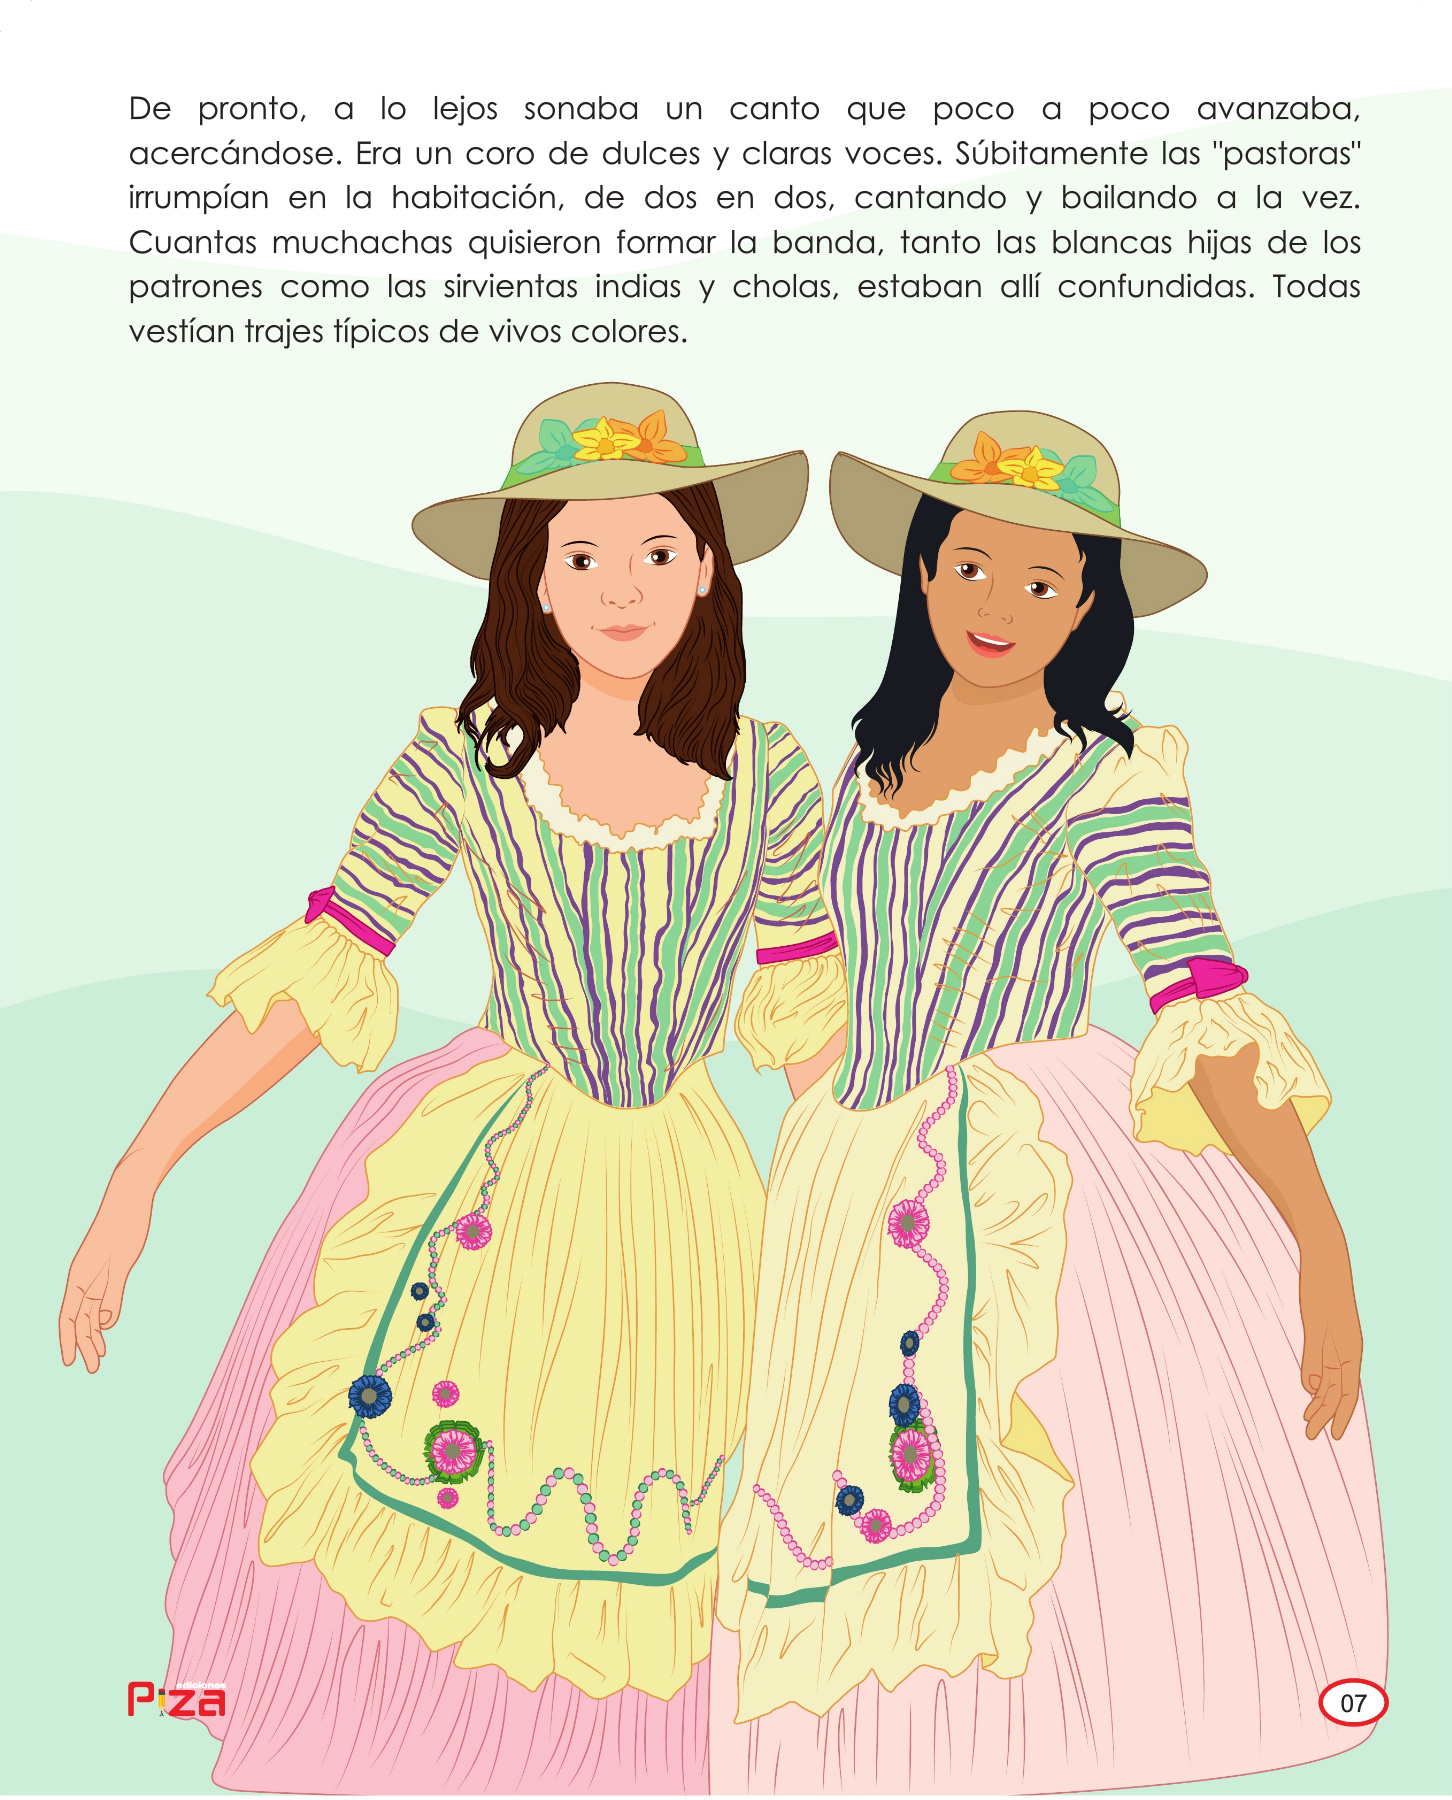 De pronto, a lo lejos sonaba un canto que poco a poco avanzaba,
acercándose. Era un coro de dulces y claras voces. Súbitamente las "pastoras"
irrumpían en la habitación, de dos en dos, cantando y bailando a la vez.
Cuantas muchachas quisieron formar la banda, tanto las blancas hijas de los
patrones como las sirvientas indias y cholas, estaban allí confundidas. Todas
vestían trajes típicos de vivos colores.
ediciones
Piza
07